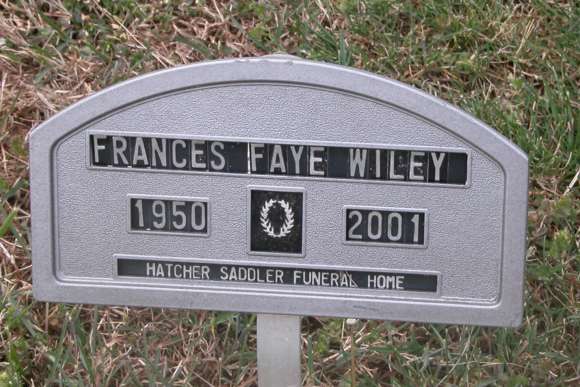 FRANCES FAYE WILEY
1950 2001
HATCHER SADDLER FUNERAL HOME